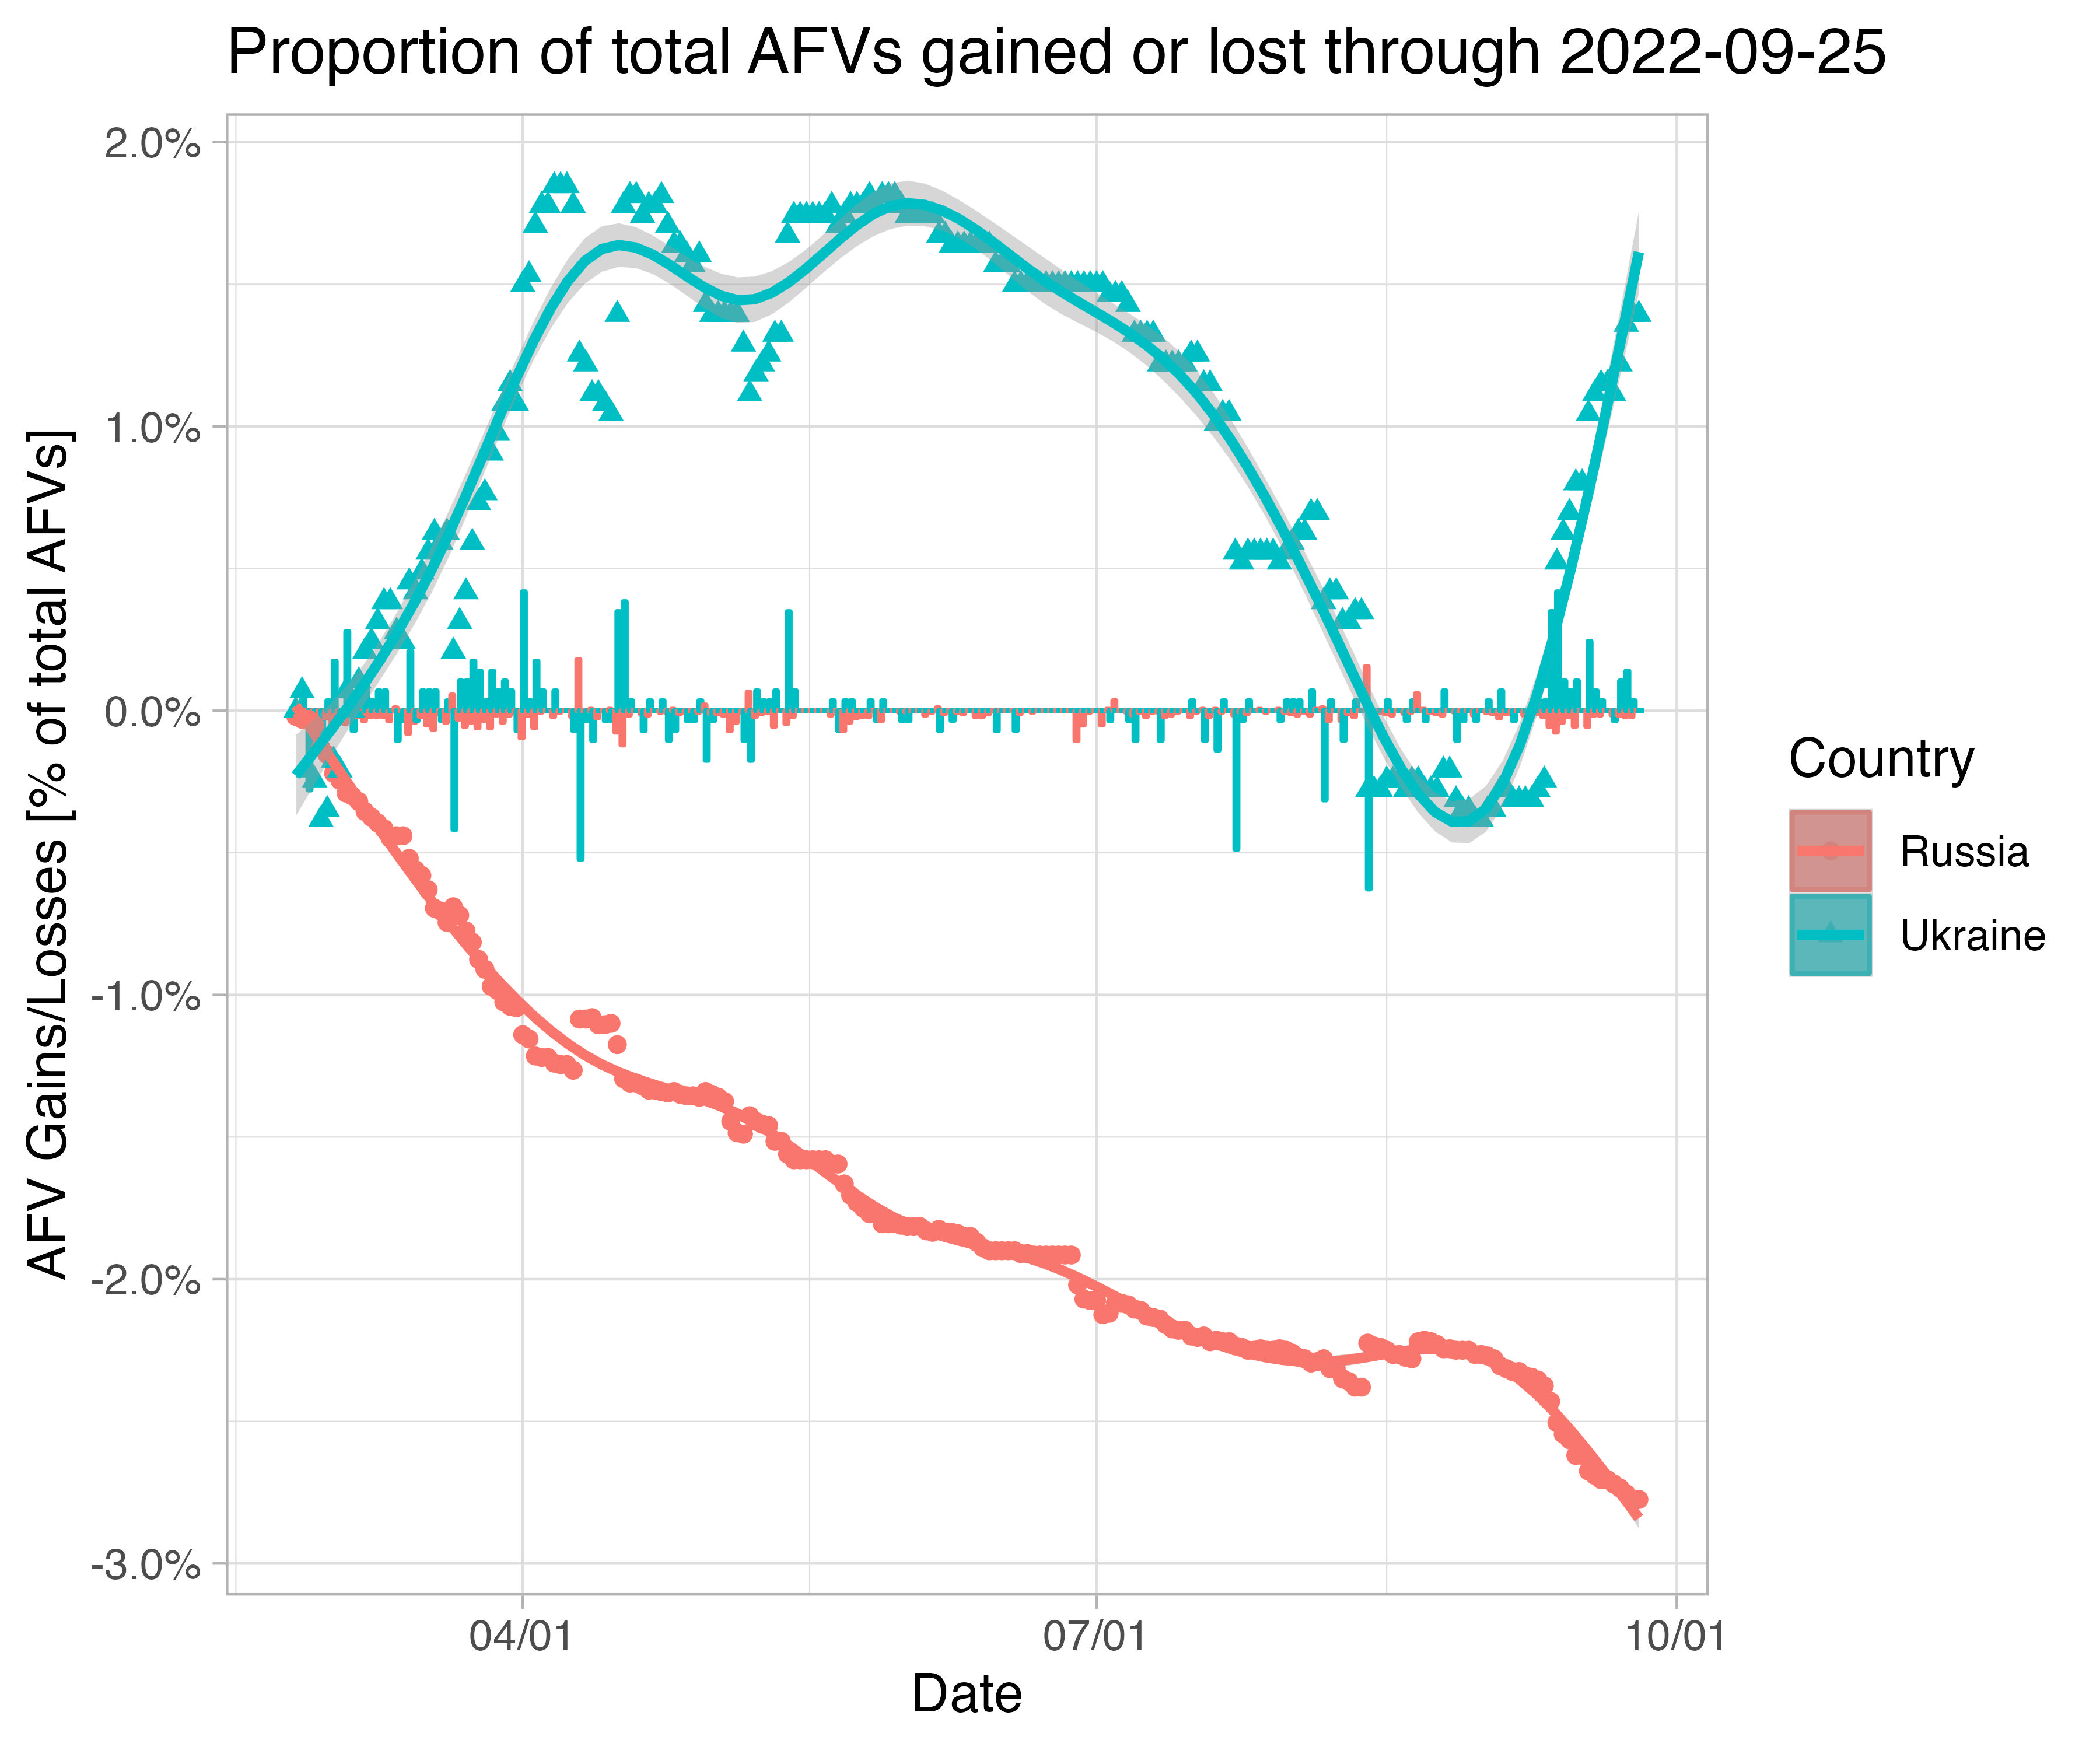 Proportion of total AFVs gained or lost through 2022-09-25
AFV Gains/Losses [% of total AFVs]
2.0%
1.0%
0.0%
-1.0%
-2.0%
-3.0%
04/01
07/01
10/01
Date
Country
Russia
Ukraine